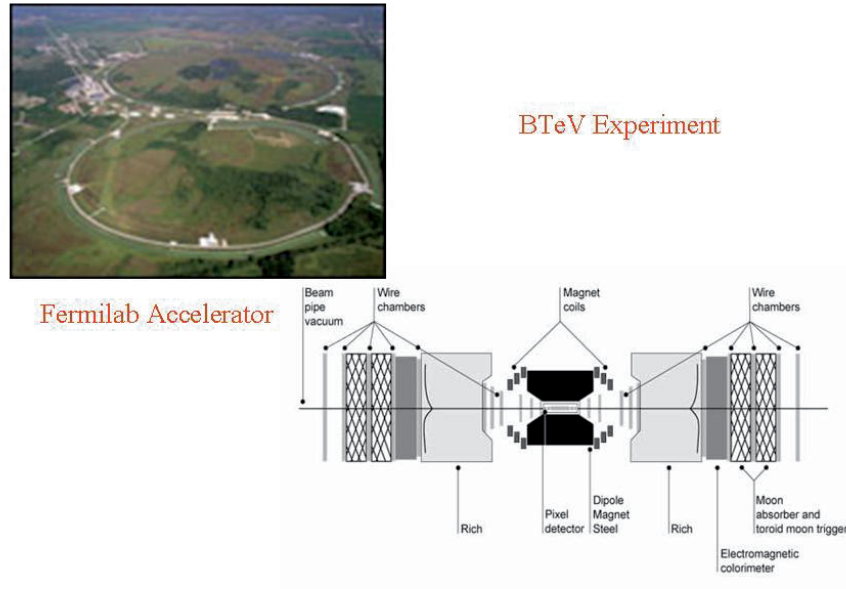 BTeV Experiment
Fermilab Accelerator
Beam
pipe
vacuum
Wire
chambers
Magnet
coils
Wire
chambers
Rich
Pixel
detector
Dipole
Magnet
Steel
Rich
Moon
absorber and
toroid moon trigger
Electromagnetic
colorimeter